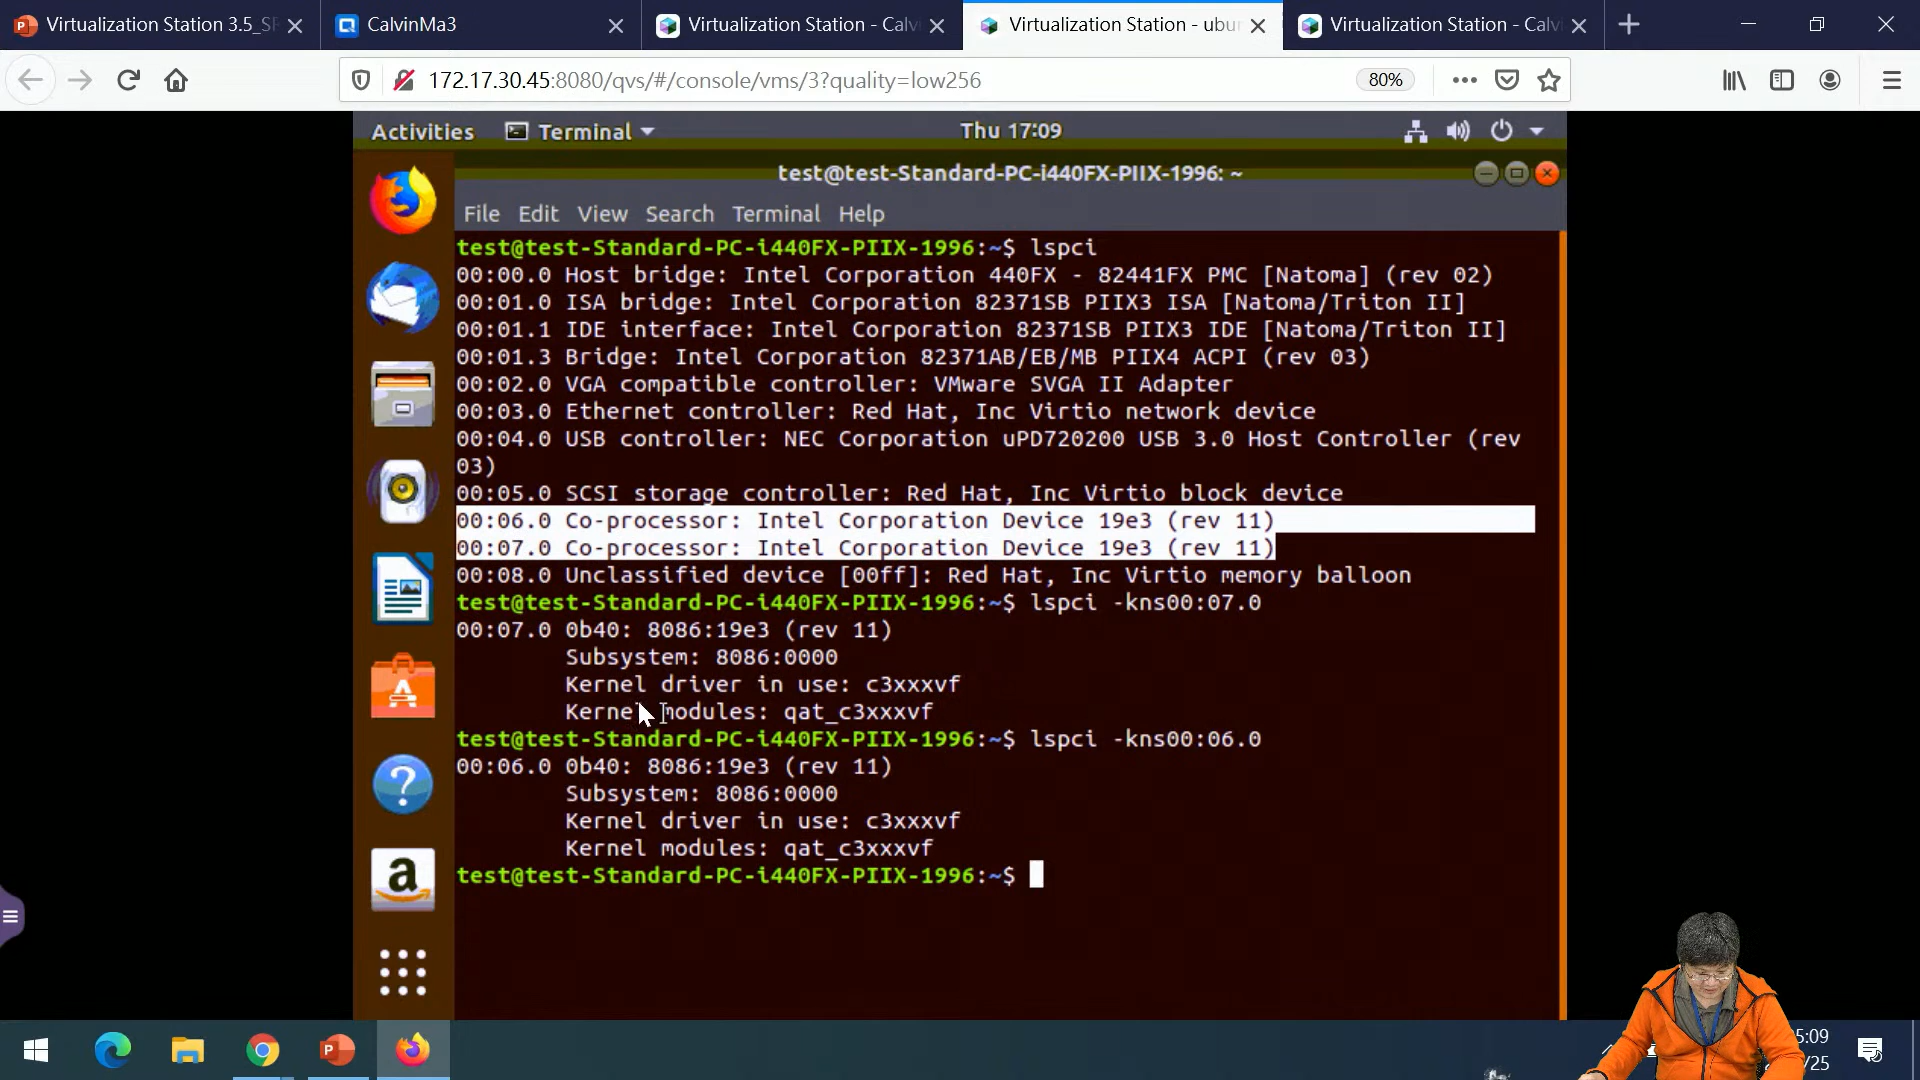 Virtualization Station 3.5_SR
CalvinMa3
Virtualization Station - Calv
Virtualization Station - ubu
Virtualization Station - Calv
172.17.30.45:8080/qvs/#/console/vms/3?quality=low256
80%
Activities
Terminal
Thu 17:09
test@test-Standard-PC-i440FX-PIIX-1996: ~
File Edit View Search Terminal Help
test@test-Standard-PC-i440FX-PIIX-1996:~$ lspci
00:00.0 Host bridge: Intel Corporation 440FX - 82441FX PMC [Natoma] (rev 02)
00:01.0 ISA bridge: Intel Corporation 82371SB PIIX3 ISA [Natoma/Triton II]
00:01.1 IDE interface: Intel Corporation 82371SB PIIX3 IDE [Natoma/Triton II]
00:01.3 Bridge: Intel Corporation 82371AB/EB/MB PIIX4 ACPI (rev 03)
00:02.0 VGA compatible controller: VMware SVGA II Adapter
00:03.0 Ethernet controller: Red Hat, Inc Virtio network device
00:04.0 USB controller: NEC Corporation uPD720200 USB 3.0 Host Controller (rev
03)
00:05.0 SCSI storage controller: Red Hat, Inc Virtio block device
00:06.0 Co-processor: Intel Corporation Device 19e3 (rev 11)
00:07.0 Co-processor: Intel Corporation Device 19e3 (rev 11)
00:08.0 Unclassified device [00ff]: Red Hat, Inc Virtio memory balloon
test@test-Standard-PC-i440FX-PIIX-1996:~$ lspci -kns00:07.0
00:07.0 0b40: 8086:19e3 (rev 11)
Subsystem: 8086:0000
Kernel driver in use: c3xxxvf
Kernel modules: qat_c3xxxvf
test@test-Standard-PC-i440FX-PIIX-1996:~$ lspci -kns00:06.0
00:06.0 0b40: 8086:19e3 (rev 11)
Subsystem: 8086:0000
Kernel driver in use: c3xxxvf
Kernel modules: qat_c3xxxvf
test@test-Standard-PC-i440FX-PIIX-1996:~$